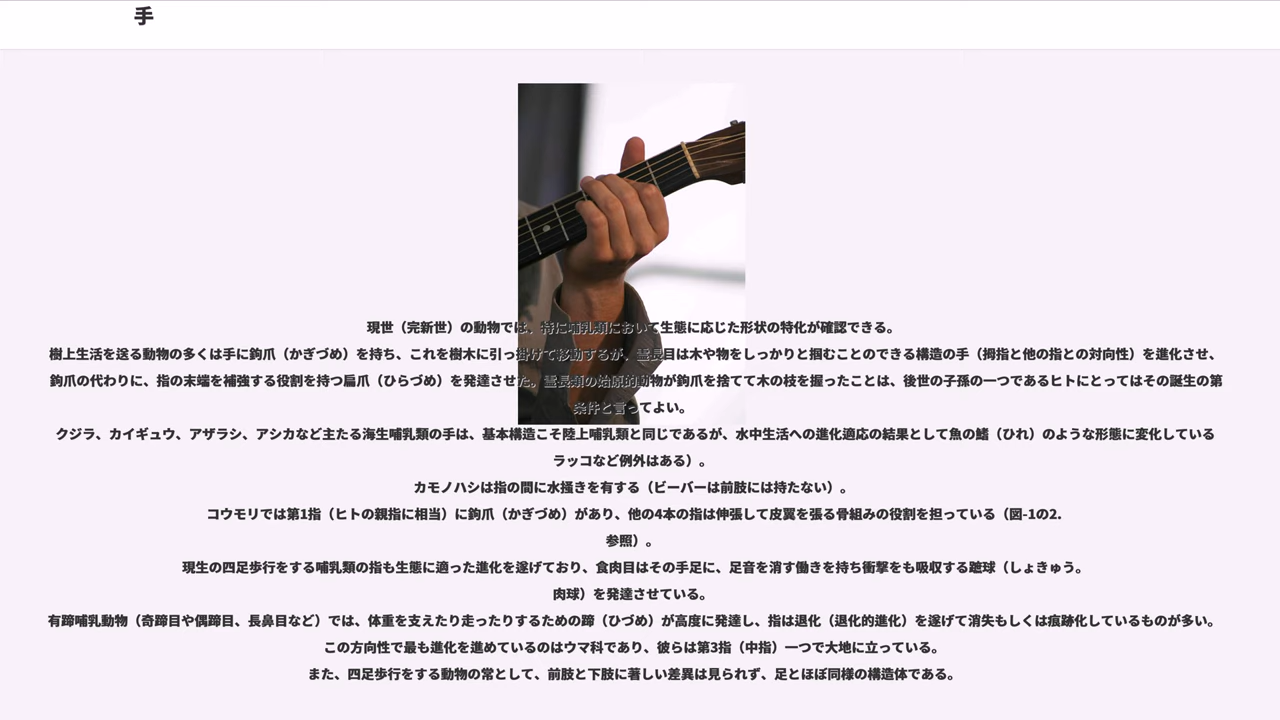 手
現世（完新世）の動物では、特に哺乳類において生態に応じた形状の特化が確認できる。
樹上生活を送る動物の多くは手に鉤爪（かぎづめ）を持ち、これを樹木に引っ掛けて移動するが、霊長目は木や物をしっかりと掴むことのできる構造の手（拇指と他の指との対向性）を進化させ、
鉤爪の代わりに、指の末端を補強する役割を持つ扁爪（ひらづめ）を発達させた。霊長類の始原的動物が鉤爪を捨てて木の枝を握ったことは、後世の子孫の一つであるヒトにとってはその誕生の第
条件と言ってよい。
クジラ、カイギュウ、アザラシ、アシカなど主たる海生哺乳類の手は、基本構造こそ陸上哺乳類と同じであるが、水中生活への進化適応の結果として魚の鰭（ひれ）のような形態に変化している
ラッコなど例外はある）。
カモノハシは指の間に水掻きを有する（ビーバーは前肢には持たない）。
コウモリでは第1指（ヒトの親指に相当）に鉤爪（かぎづめ）があり、他の4本の指は伸張して皮翼を張る骨組みの役割を担っている（図-1の2.
参照）。
現生の四足歩行をする哺乳類の指も生態に適った進化を遂げており、食肉目はその手足に、足音を消す働きを持ち衝撃をも吸収する蹠球（しょきゅう。
肉球）を発達させている。
有蹄哺乳動物（奇蹄目や偶蹄目、長鼻目など）では、体重を支えたり走ったりするための蹄（ひづめ）が高度に発達し、指は退化（退化的進化）を遂げて消失もしくは痕跡化しているものが多い。
この方向性で最も進化を進めているのはウマ科であり、彼らは第3指（中指）一つで大地に立っている。
また、四足歩行をする動物の常として、前肢と下肢に著しい差異は見られず、足とほぼ同様の構造体である。